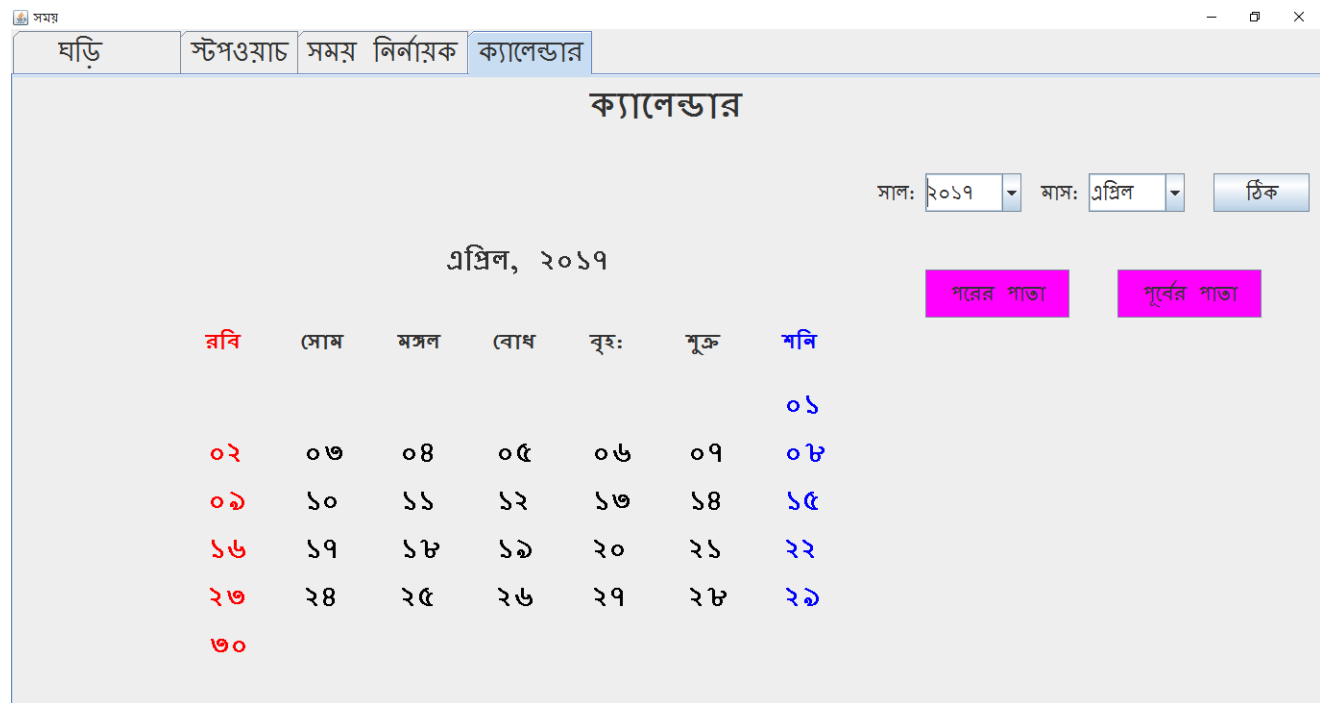 সময়
ঘড়ি স্টপওয়াচ সময় নির্নায়ক ক্যালেন্ডার
ক্যালেন্ডার
সাল: ২০১৭ মাস: এপ্রিল ঠিক
এপ্রিল, ২০১৭
পরের পাতা পূর্বের পাতা
রবি সোম মঙ্গল বোধ বৃহ: শুক্র শনি
০১
০২ ০৩ ০৪ ০৫ ০৬ ০৭ ০৮
০৯ ১০ ১১ ১২ ১৩ ১৪ ১৫
১৬ ১৭ ১৮ ১৯ ২০ ২১ ২২
২৩ ২৪ ২৫ ২৬ ২৭ ২৮ ২৯
৩০